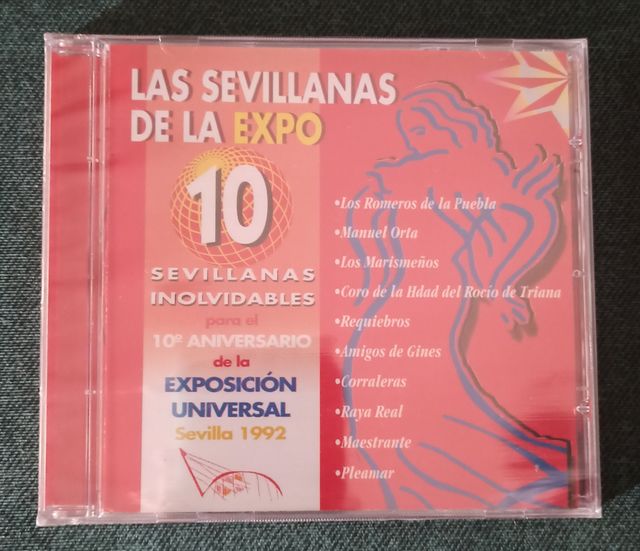 LAS SEVILLANAS
DE LA EXPO
10
SEVILLANAS
INOLVIDABLES
para el
10º ANIVERSARIO
de la
EXPOSICIÓN
UNIVERSAL
Sevilla 1992
•Los Romeros de la Puebla
•Manuel Orta
•Los Marismeños
•Coro de la Hdad del Rocío de Triana
•Requiebros
•Amigos de Gines
•Corraleras
•Raya Real
•Maestrante
•Pleamar